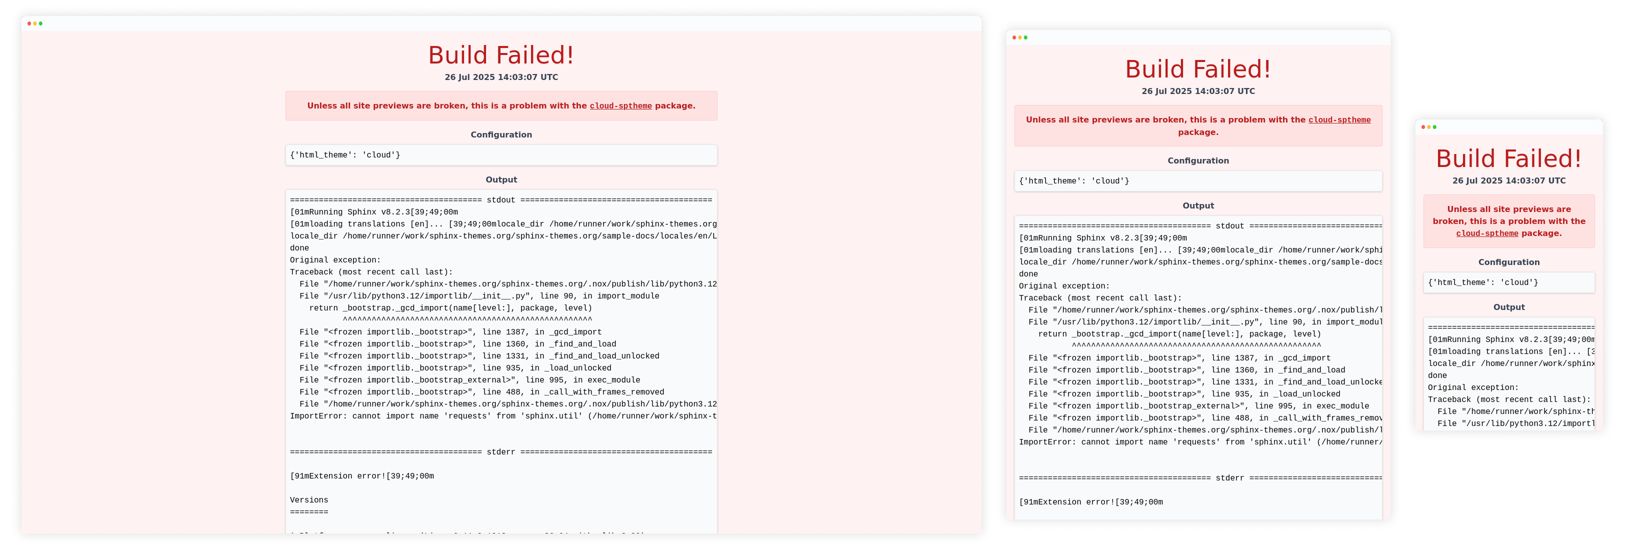 Build Failed!
26 Jul 2025 14:03:07 UTC
Unless all site previews are broken, this is a problem with the cloud-sptheme package.
Configuration
{'html_theme': 'cloud'}
Output
======================================== stdout ========================================
[01mRunning Sphinx v8.2.3[39;49;00m
[01mloading translations [en]... [39;49;00mlocale_dir /home/runner/work/sphinx-themes.org
locale_dir /home/runner/work/sphinx-themes.org/sphinx-themes.org/sample-docs/locales/en/L
done
Original exception:
Traceback (most recent call last):
  File "/home/runner/work/sphinx-themes.org/sphinx-themes.org/.nox/publish/lib/python3.12
  File "/usr/lib/python3.12/importlib/__init__.py", line 90, in import_module
    return _bootstrap._gcd_import(name[level:], package, level)
           ^^^^^^^^^^^^^^^^^^^^^^^^^^^^^^^^^^^^^^^^^^^^^^^^^^^^
  File "<frozen importlib._bootstrap>", line 1387, in _gcd_import
  File "<frozen importlib._bootstrap>", line 1360, in _find_and_load
  File "<frozen importlib._bootstrap>", line 1331, in _find_and_load_unlocked
  File "<frozen importlib._bootstrap>", line 935, in _load_unlocked
  File "<frozen importlib._bootstrap_external>", line 995, in exec_module
  File "<frozen importlib._bootstrap>", line 488, in _call_with_frames_removed
  File "/home/runner/work/sphinx-themes.org/sphinx-themes.org/.nox/publish/lib/python3.12
ImportError: cannot import name 'requests' from 'sphinx.util' (/home/runner/work/sphinx-t
======================================== stderr ========================================
[91mExtension error![39;49;00m
Versions
========
Build Failed!
26 Jul 2025 14:03:07 UTC
Unless all site previews are broken, this is a problem with the cloud-sptheme
package.
Configuration
{'html_theme': 'cloud'}
Output
======================================== stdout ==================================
[01mRunning Sphinx v8.2.3[39;49;00m
[01mloading translations [en]... [39;49;00mlocale_dir /home/runner/work/sphi
locale_dir /home/runner/work/sphinx-themes.org/sphinx-themes.org/sample-docs
done
Original exception:
Traceback (most recent call last):
  File "/home/runner/work/sphinx-themes.org/sphinx-themes.org/.nox/publish/l
  File "/usr/lib/python3.12/importlib/__init__.py", line 90, in import_modul
    return _bootstrap._gcd_import(name[level:], package, level)
           ^^^^^^^^^^^^^^^^^^^^^^^^^^^^^^^^^^^^^^^^^^^^^^^^^^^^
  File "<frozen importlib._bootstrap>", line 1387, in _gcd_import
  File "<frozen importlib._bootstrap>", line 1360, in _find_and_load
  File "<frozen importlib._bootstrap>", line 1331, in _find_and_load_unlocke
  File "<frozen importlib._bootstrap>", line 935, in _load_unlocked
  File "<frozen importlib._bootstrap_external>", line 995, in exec_module
  File "<frozen importlib._bootstrap>", line 488, in _call_with_frames_remov
  File "/home/runner/work/sphinx-themes.org/sphinx-themes.org/.nox/publish/l
ImportError: cannot import name 'requests' from 'sphinx.util' (/home/runner/
======================================== stderr ==================================
[91mExtension error![39;49;00m
Build Failed!
26 Jul 2025 14:03:07 UTC
Unless all site previews are
broken, this is a problem with the
cloud-sptheme package.
Configuration
{'html_theme': 'cloud'}
Output
===================================
[01mRunning Sphinx v8.2.3[39;49;00m
[01mloading translations [en]... [3
locale_dir /home/runner/work/sphinx
done
Original exception:
Traceback (most recent call last):
  File "/home/runner/work/sphinx-th
  File "/usr/lib/python3.12/importl